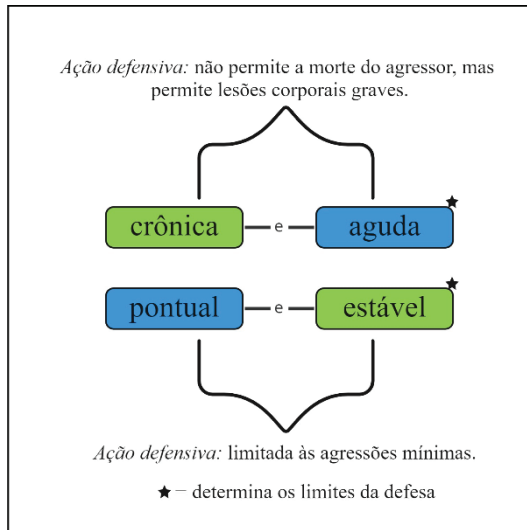 Ação defensiva: não permite a morte do agressor, mas
permite lesões corporais graves.
crônica e aguda
pontual e estável
Ação defensiva: limitada às agressões mínimas.
★ – determina os limites da defesa